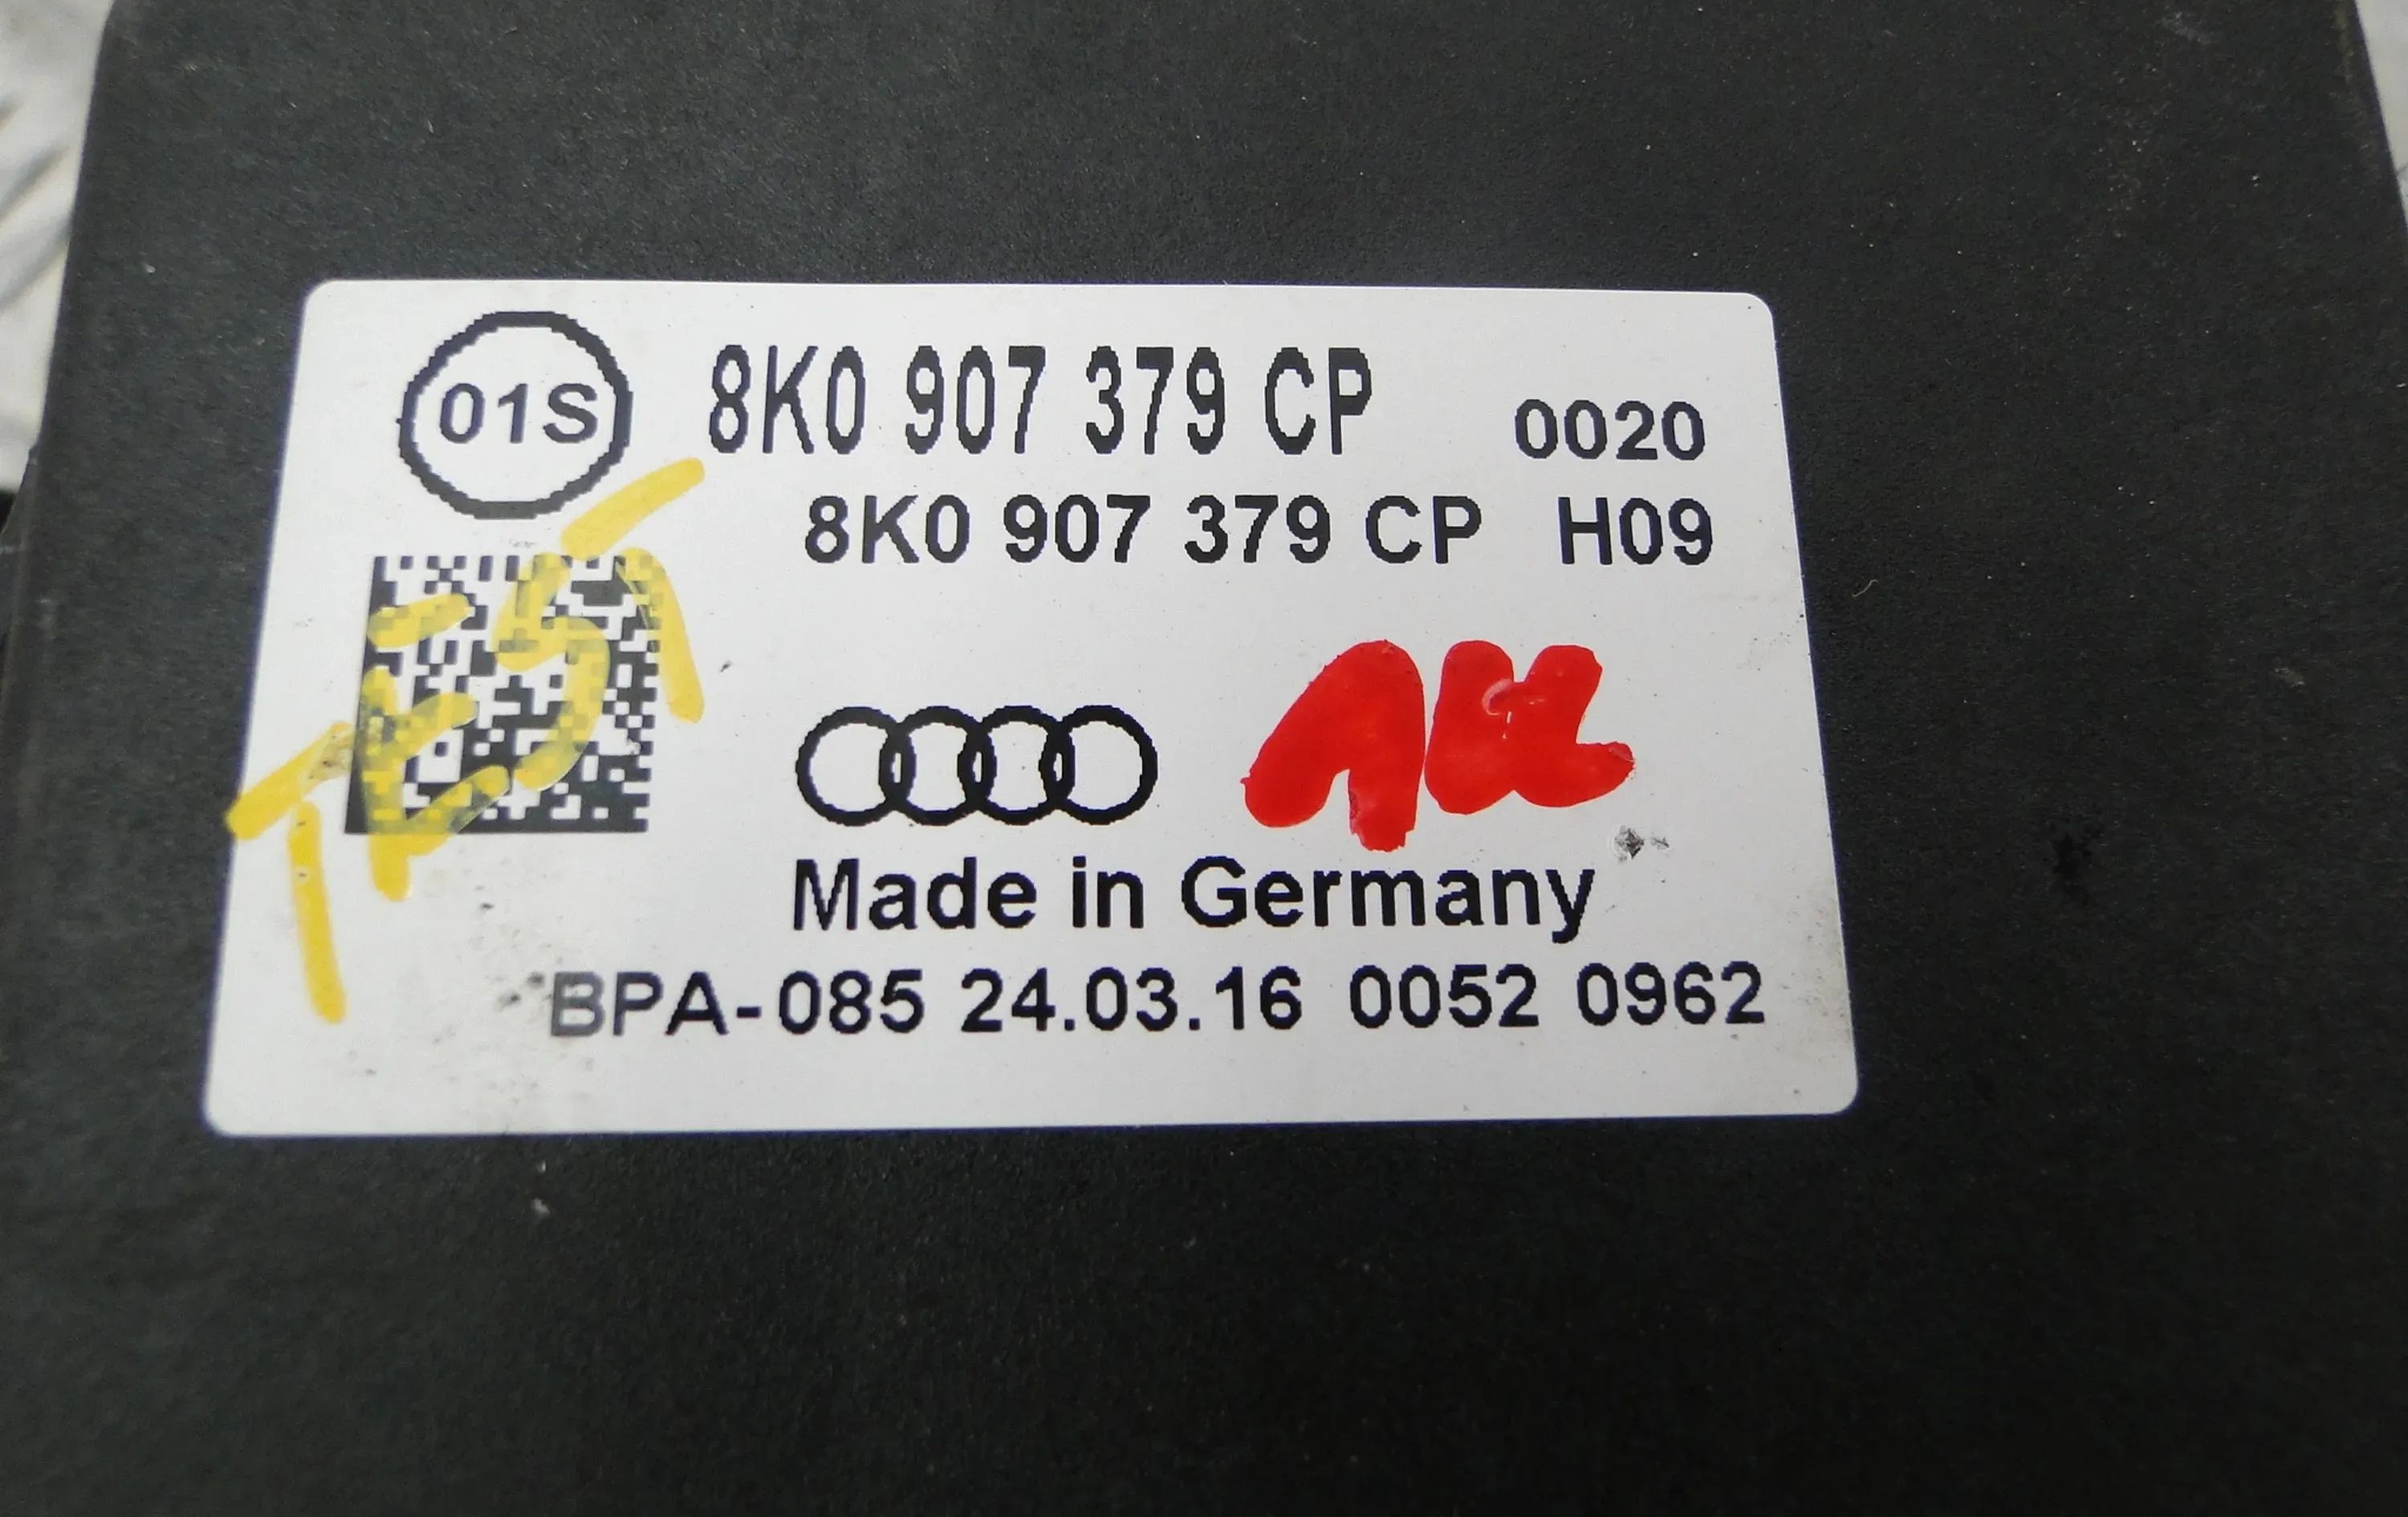 01S 8K0 907 379 CP 0020
8K0 907 379 CP H09
TEST
Made in Germany
BPA-085 24.03.16 0052 0962